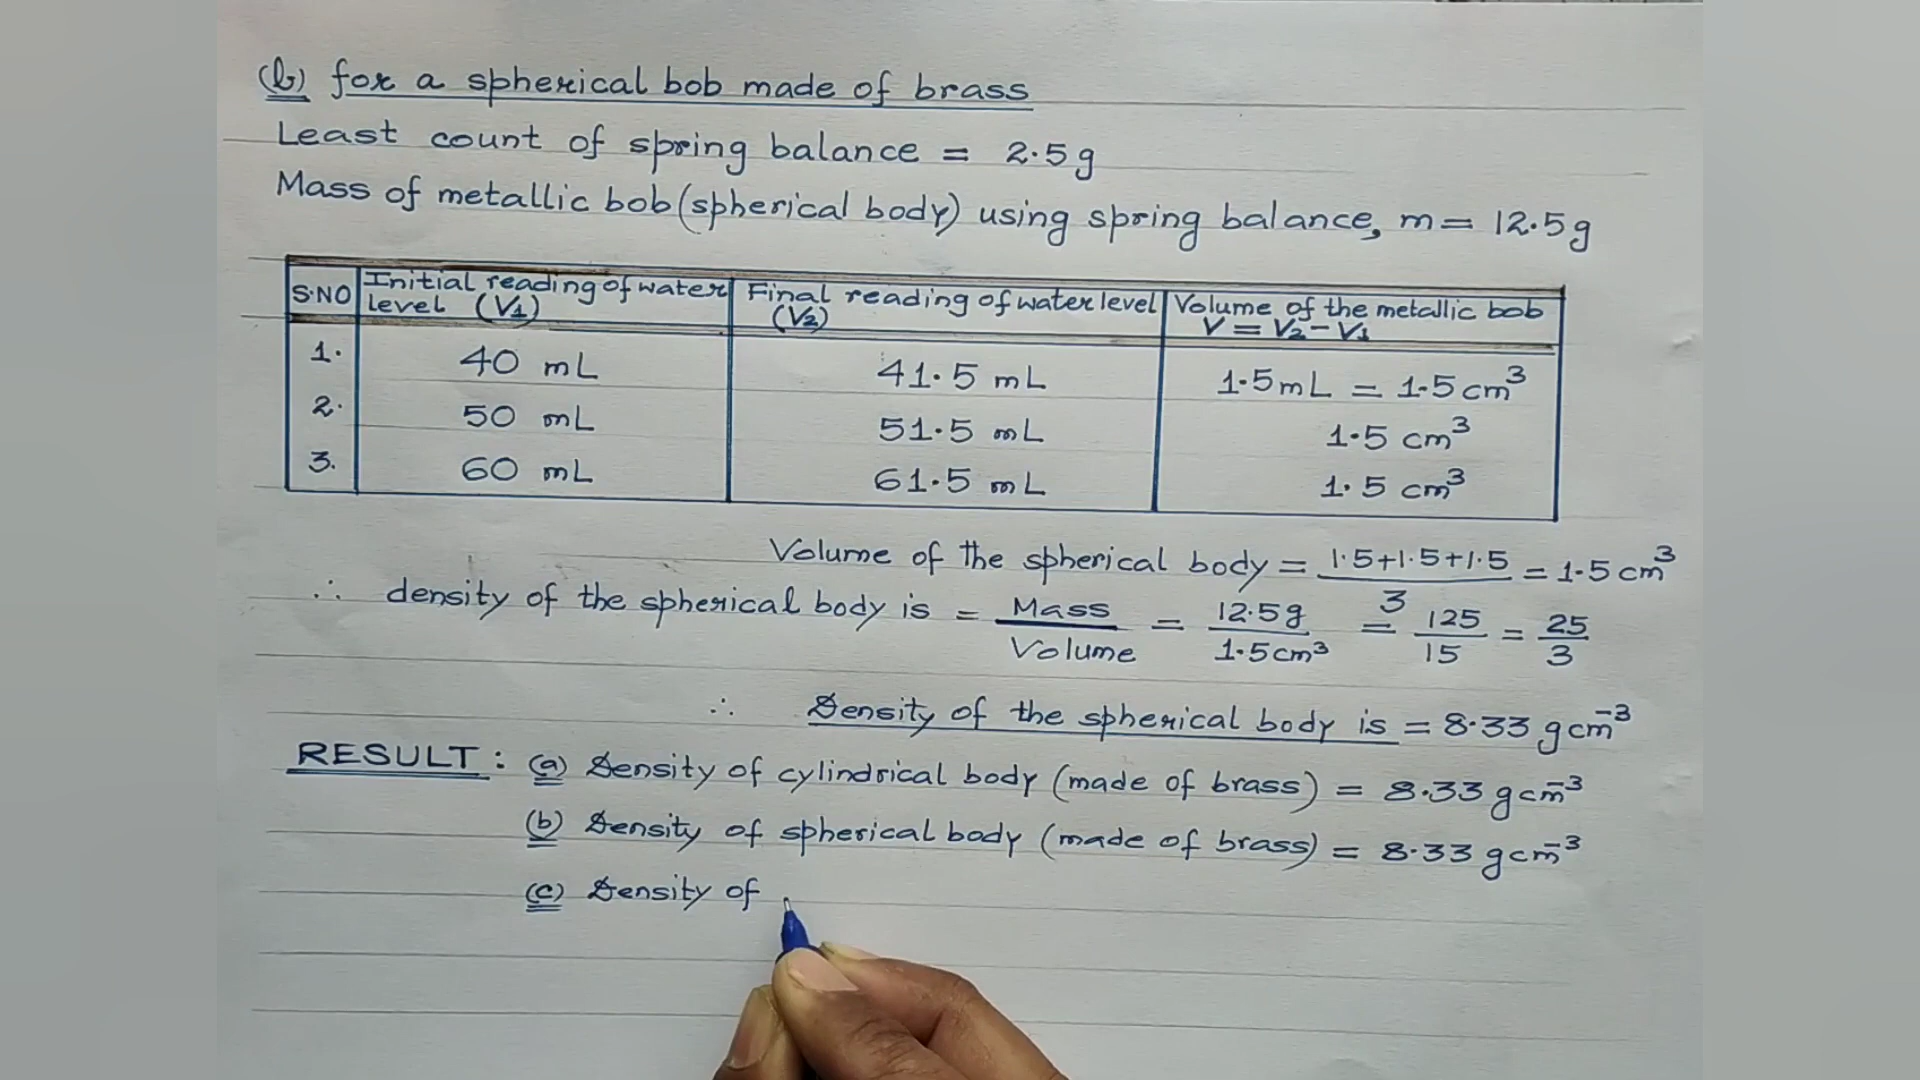 (b) for a spherical bob made of brass
Least count of spring balance = 2.5g
Mass of metallic bob (spherical body) using spring balance, m = 12.5g
S.NO | Initial reading of water level (V1) | Final reading of water level (V2) | Volume of the metallic bob V = V2 - V1
1. | 40 mL | 41.5 mL | 1.5 mL = 1.5 cm³
2. | 50 mL | 51.5 mL | 1.5 cm³
3. | 60 mL | 61.5 mL | 1.5 cm³
Volume of the spherical body = (1.5+1.5+1.5)/3 = 1.5 cm³
∴ density of the spherical body is = Mass/Volume = 12.5g/1.5cm³ = 125/15 = 25/3
∴ Density of the spherical body is = 8.33 g cm⁻³
RESULT : (a) Density of cylindrical body (made of brass) = 8.33 g cm⁻³
(b) Density of spherical body (made of brass) = 8.33 g cm⁻³
(c) Density of